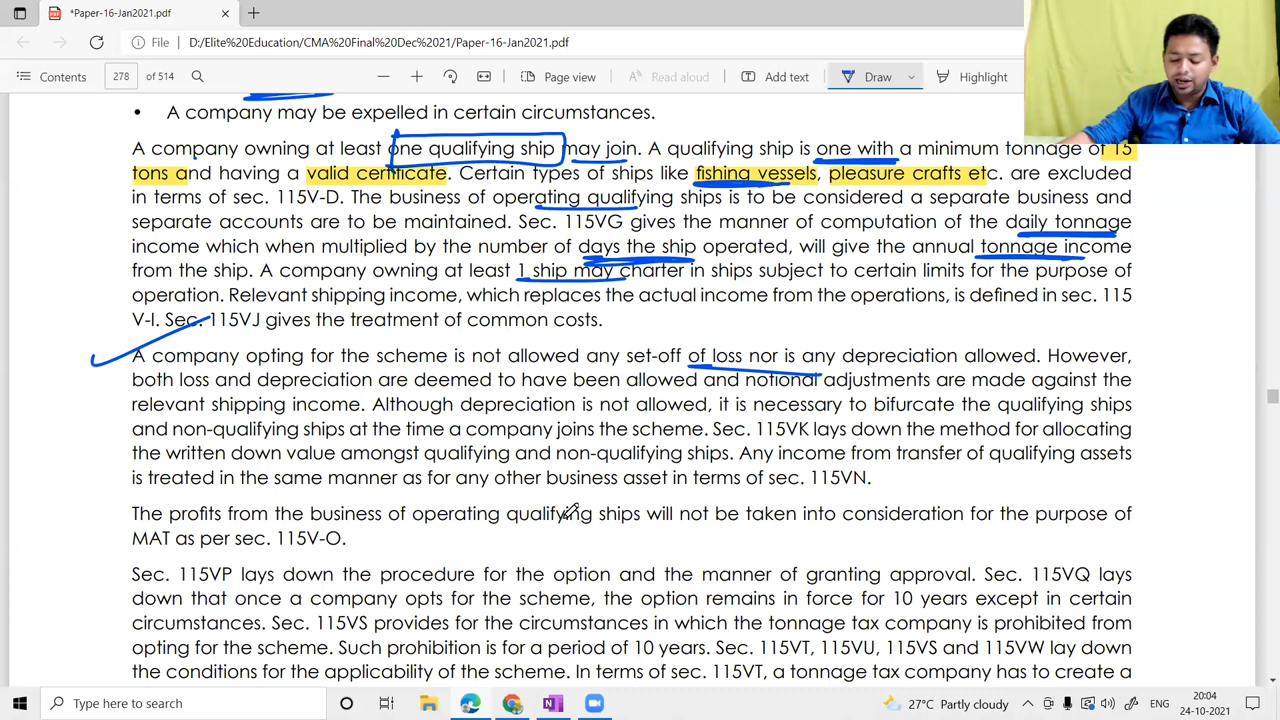 *Paper-16-Jan2021.pdf
File D:/Elite%20Education/CMA%20Final%20Dec%2021/Paper-16-Jan2021.pdf
Contents 278 of 514 Page view Read aloud Add text Draw Highlight
• A company may be expelled in certain circumstances.
A company owning at least one qualifying ship may join. A qualifying ship is one with a minimum tonnage of 15
tons and having a valid certificate. Certain types of ships like fishing vessels, pleasure crafts etc. are excluded
in terms of sec. 115V-D. The business of operating qualifying ships is to be considered a separate business and
separate accounts are to be maintained. Sec. 115VG gives the manner of computation of the daily tonnage
income which when multiplied by the number of days the ship operated, will give the annual tonnage income
from the ship. A company owning at least 1 ship may charter in ships subject to certain limits for the purpose of
operation. Relevant shipping income, which replaces the actual income from the operations, is defined in sec. 115
V-I. Sec. 115VJ gives the treatment of common costs.
A company opting for the scheme is not allowed any set-off of loss nor is any depreciation allowed. However,
both loss and depreciation are deemed to have been allowed and notional adjustments are made against the
relevant shipping income. Although depreciation is not allowed, it is necessary to bifurcate the qualifying ships
and non-qualifying ships at the time a company joins the scheme. Sec. 115VK lays down the method for allocating
the written down value amongst qualifying and non-qualifying ships. Any income from transfer of qualifying assets
is treated in the same manner as for any other business asset in terms of sec. 115VN.
The profits from the business of operating qualifying ships will not be taken into consideration for the purpose of
MAT as per sec. 115V-O.
Sec. 115VP lays down the procedure for the option and the manner of granting approval. Sec. 115VQ lays
down that once a company opts for the scheme, the option remains in force for 10 years except in certain
circumstances. Sec. 115VS provides for the circumstances in which the tonnage tax company is prohibited from
opting for the scheme. Such prohibition is for a period of 10 years. Sec. 115VT, 115VU, 115VS and 115VW lay down
the conditions for the applicability of the scheme. In terms of sec. 115VT, a tonnage tax company has to create a
Type here to search 27°C Partly cloudy ENG 20:04
24-10-2021